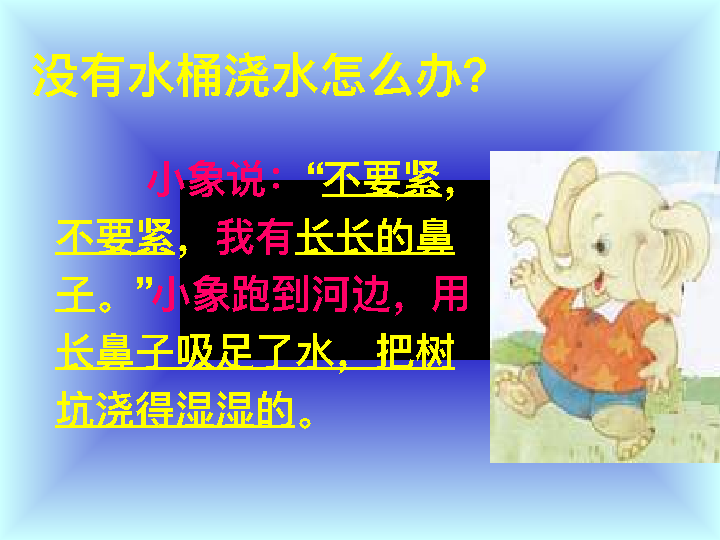 没有水桶浇水怎么办？
小象说：“不要紧，
不要紧，我有长长的鼻
子。”小象跑到河边，用
长鼻子吸足了水，把树
坑浇得湿湿的。